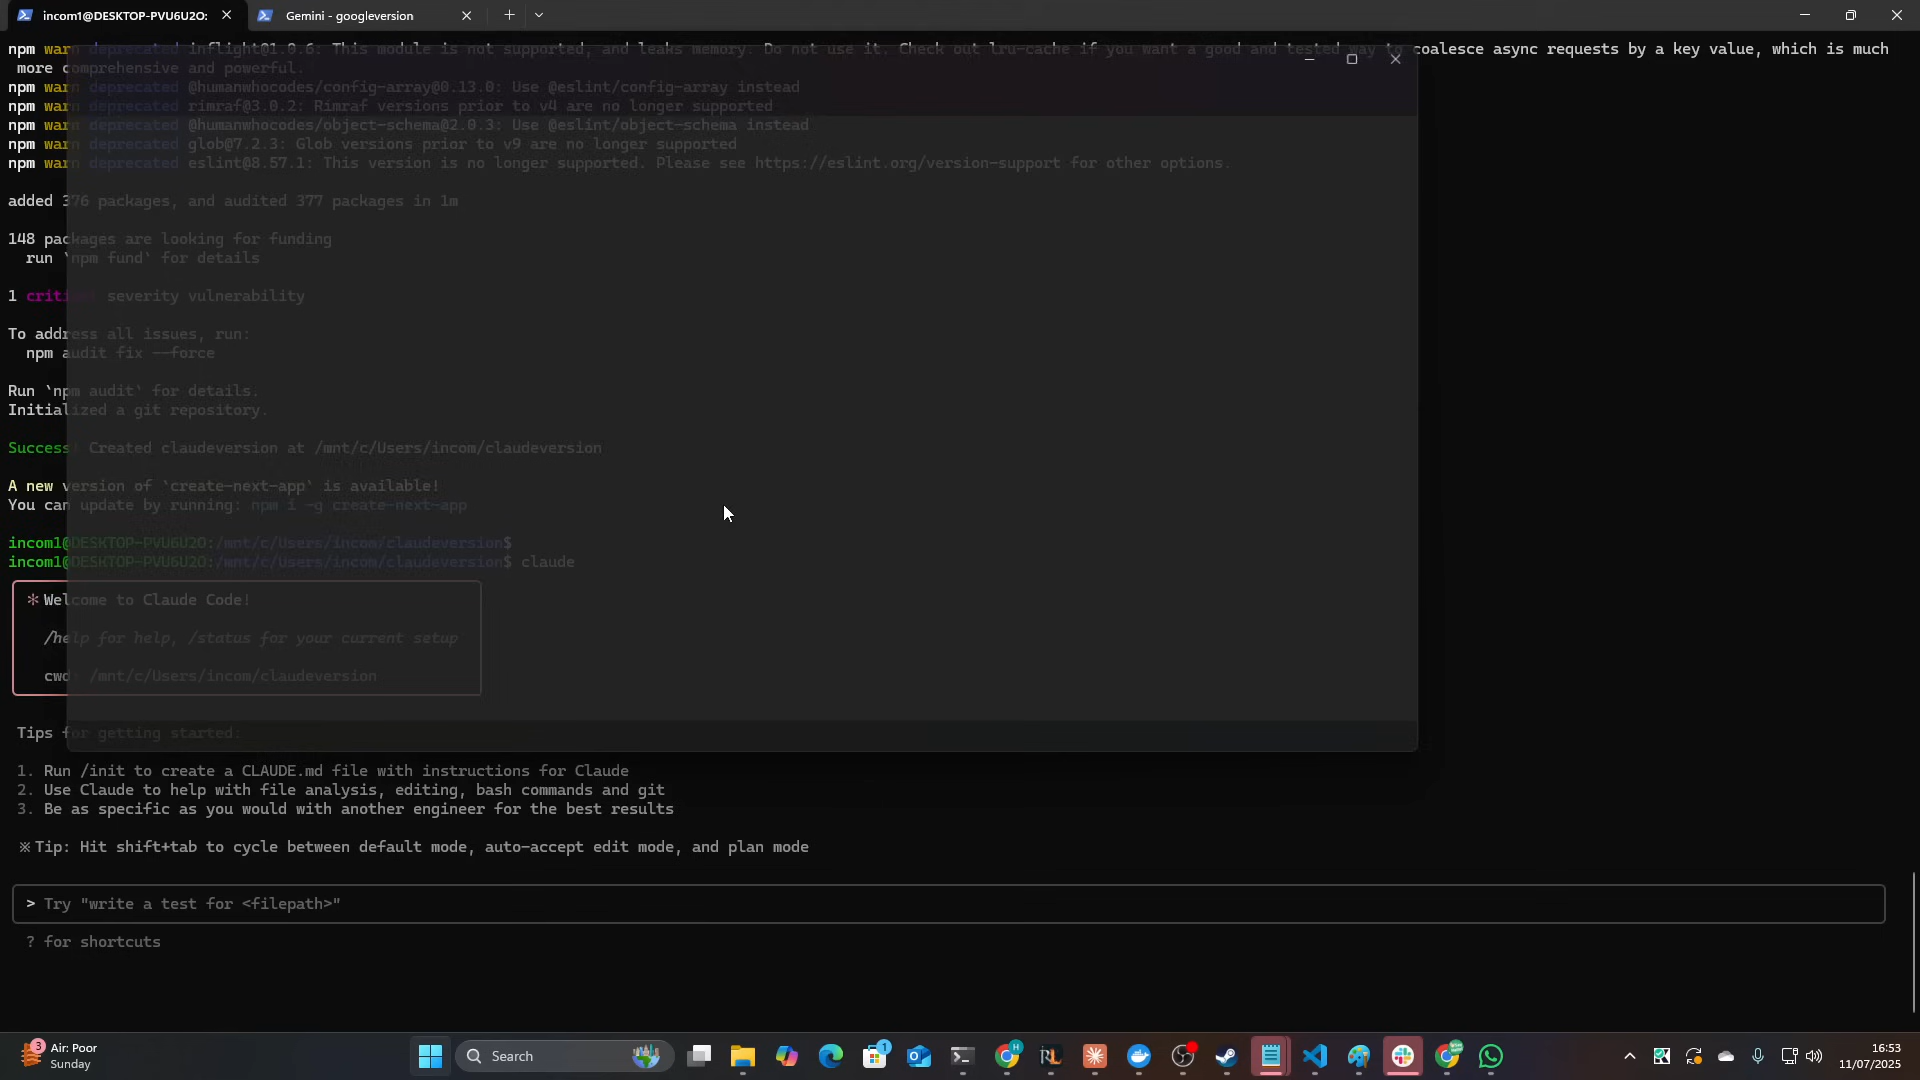 incom1@DESKTOP-PVU6U2O:
Gemini - googleversion
npm warn deprecated inflight@1.0.6: This module is not supported, and leaks memory. Do not use it. Check out lru-cache if you want a good and tested way to coalesce async requests by a key value, which is much
more comprehensive and powerful.
npm warn deprecated @humanwhocodes/config-array@0.13.0: Use @eslint/config-array instead
npm warn deprecated rimraf@3.0.2: Rimraf versions prior to v4 are no longer supported
npm warn deprecated @humanwhocodes/object-schema@2.0.3: Use @eslint/object-schema instead
npm warn deprecated glob@7.2.3: Glob versions prior to v9 are no longer supported
npm warn deprecated eslint@8.57.1: This version is no longer supported. Please see https://eslint.org/version-support for other options.
added 376 packages, and audited 377 packages in 1m
148 packages are looking for funding
run `npm fund` for details
1 critical severity vulnerability
To address all issues, run:
npm audit fix --force
Run `npm audit` for details.
Initialized a git repository.
Success! Created claudeversion at /mnt/c/Users/incom/claudeversion
A new version of `create-next-app` is available!
You can update by running: npm i -g create-next-app
incom1@DESKTOP-PVU6U2O:/mnt/c/Users/incom/claudeversion$
incom1@DESKTOP-PVU6U2O:/mnt/c/Users/incom/claudeversion$ claude
✻ Welcome to Claude Code!
/help for help, /status for your current setup
cwd: /mnt/c/Users/incom/claudeversion
Tips for getting started:
1. Run /init to create a CLAUDE.md file with instructions for Claude
2. Use Claude to help with file analysis, editing, bash commands and git
3. Be as specific as you would with another engineer for the best results
※ Tip: Hit shift+tab to cycle between default mode, auto-accept edit mode, and plan mode
> Try "write a test for <filepath>"
? for shortcuts
3
Air: Poor
Sunday
Search
1
H
RL
16:53
11/07/2025